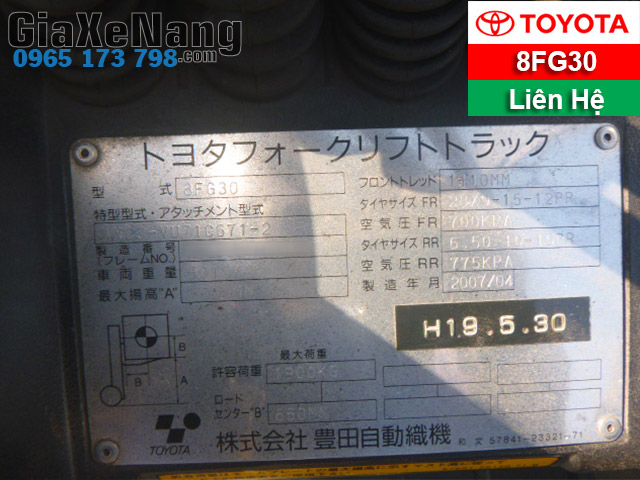 GiaXeNang
.com
0965 173 798
TOYOTA
8FG30
Liên Hệ
トヨタフォークリフトトラック
型 式 8FG30
特型型式・アタッチメント型式
製造番号
(フレームNO.)
車両重量
最大揚高"A"
フロントトレッド
タイヤサイズ FR
空気圧 FR 700KPA
タイヤサイズ RR
空気圧 RR 775KPA
製造年月 2007/04
H19.5.30
B
B
A
最大荷重
許容荷重
ロード
センター"B"
TOYOTA
株式会社 豊田自動織機
和文 57841-23321-71